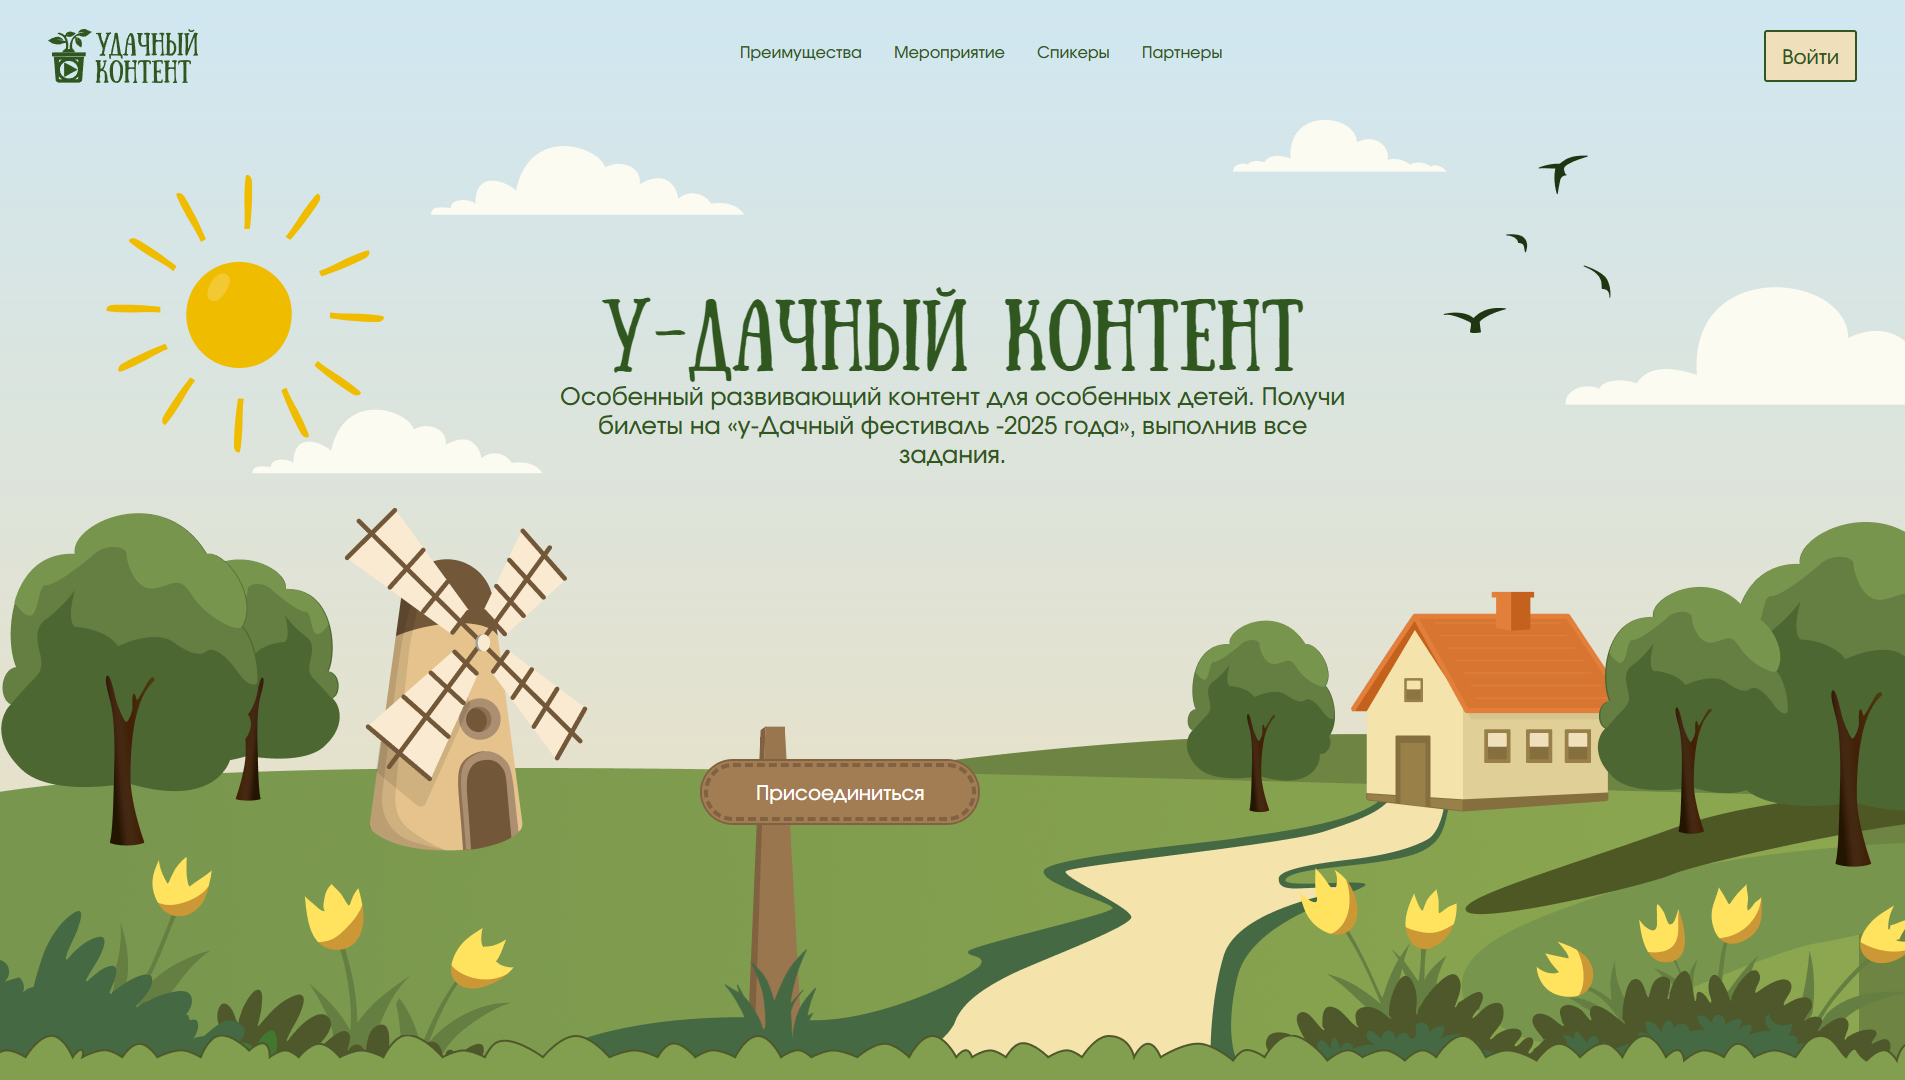 УДАЧНЫЙ
КОНТЕНТ
Преимущества Мероприятие Спикеры Партнеры
Войти
У-ДАЧНЫЙ КОНТЕНТ
Особенный развивающий контент для особенных детей. Получи
билеты на «у-Дачный фестиваль -2025 года», выполнив все
задания.
Присоединиться